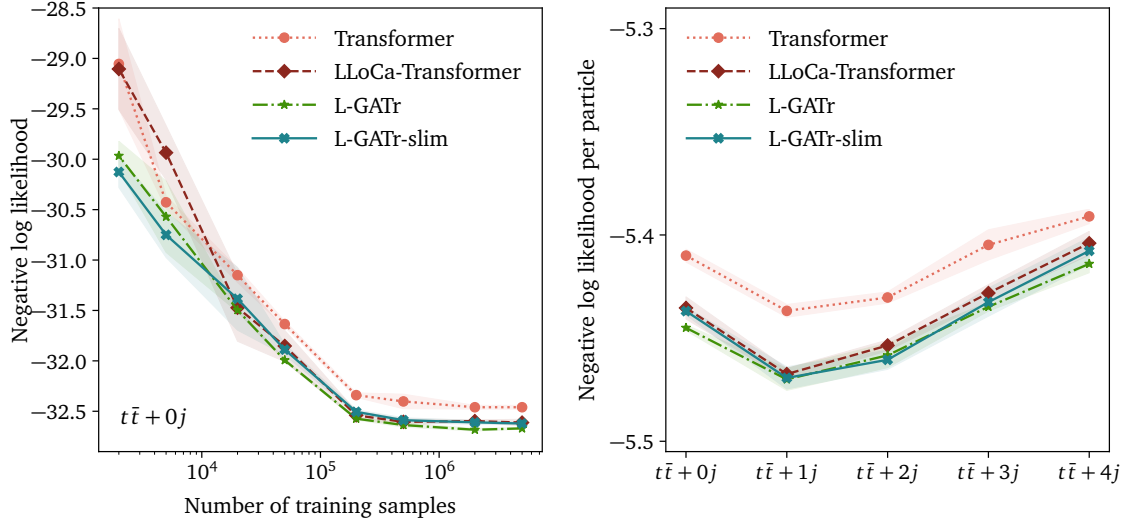 Negative log likelihood
−28.5
−29.0
−29.5
−30.0
−30.5
−31.0
−31.5
−32.0
−32.5
Transformer
LLoCa-Transformer
L-GATr
L-GATr-slim
tt̄ + 0j
10⁴
10⁵
10⁶
Number of training samples
Negative log likelihood per particle
−5.3
−5.4
−5.5
Transformer
LLoCa-Transformer
L-GATr
L-GATr-slim
tt̄ + 0j
tt̄ + 1j
tt̄ + 2j
tt̄ + 3j
tt̄ + 4j